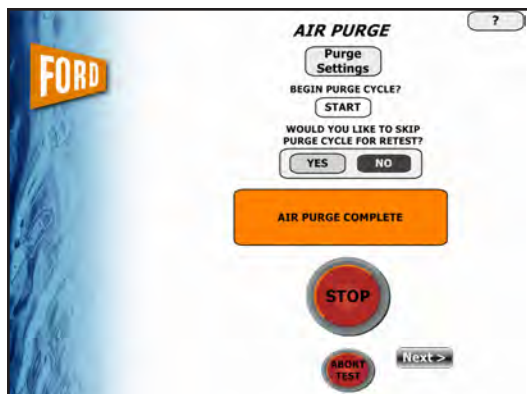 AIR PURGE
?
FORD
Purge
Settings
BEGIN PURGE CYCLE?
START
WOULD YOU LIKE TO SKIP
PURGE CYCLE FOR RETEST?
YES NO
AIR PURGE COMPLETE
STOP
ABORT
TEST
Next >